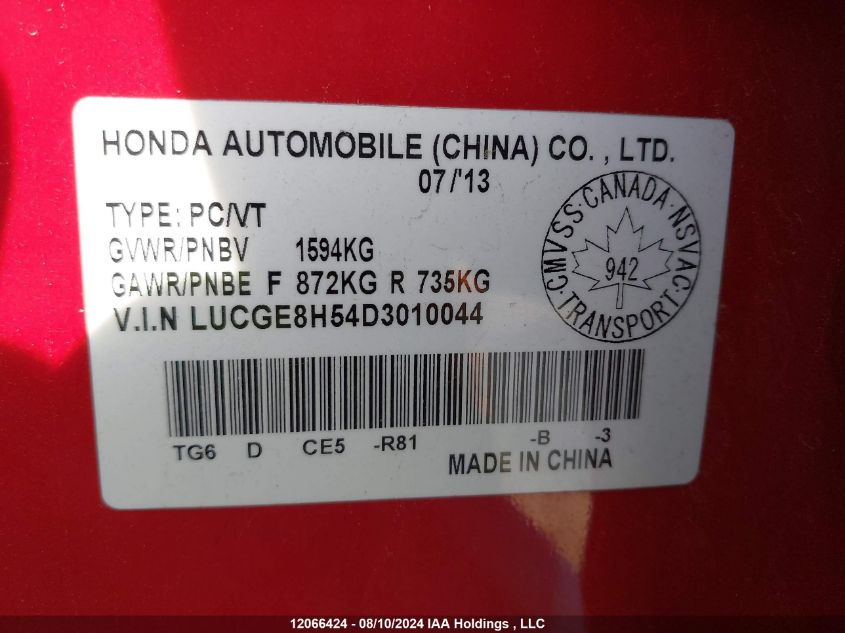 HONDA AUTOMOBILE (CHINA) CO. , LTD.
07/'13
TYPE: PC/VT
GVWR/PNBV 1594KG
GAWR/PNBE F 872KG R 735KG
V.I.N LUCGE8H54D3010044
CMVSS·CANADA·NSVAC·TRANSPORT·
942
TG6 D CE5 -R81 -B -3
MADE IN CHINA
12066424 - 08/10/2024 IAA Holdings , LLC